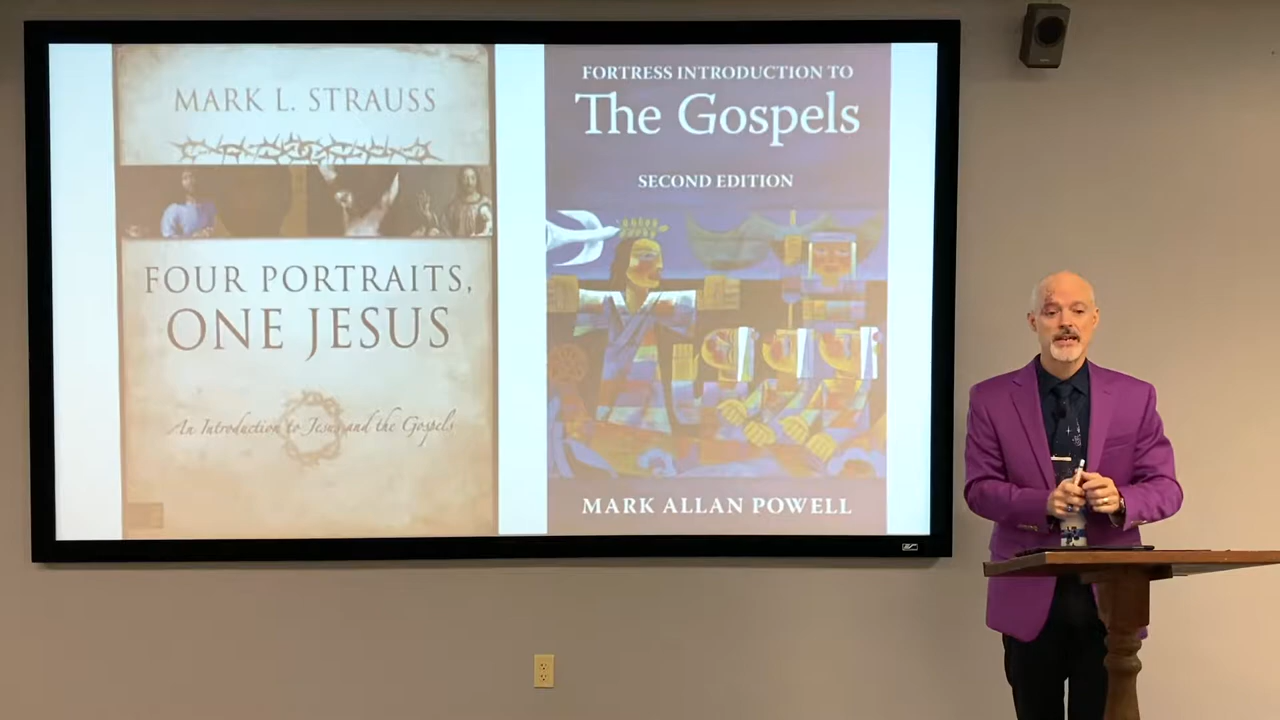 MARK L. STRAUSS
FOUR PORTRAITS,
ONE JESUS
An Introduction to Jesus and the Gospels
FORTRESS INTRODUCTION TO
The Gospels
SECOND EDITION
MARK ALLAN POWELL